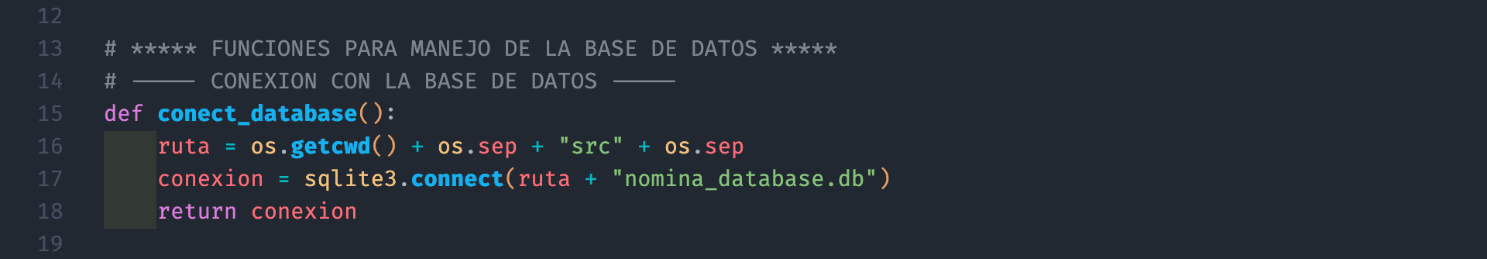 12
13 # ***** FUNCIONES PARA MANEJO DE LA BASE DE DATOS *****
14 # ----- CONEXION CON LA BASE DE DATOS -----
15 def conect_database():
16     ruta = os.getcwd() + os.sep + "src" + os.sep
17     conexion = sqlite3.connect(ruta + "nomina_database.db")
18     return conexion
19